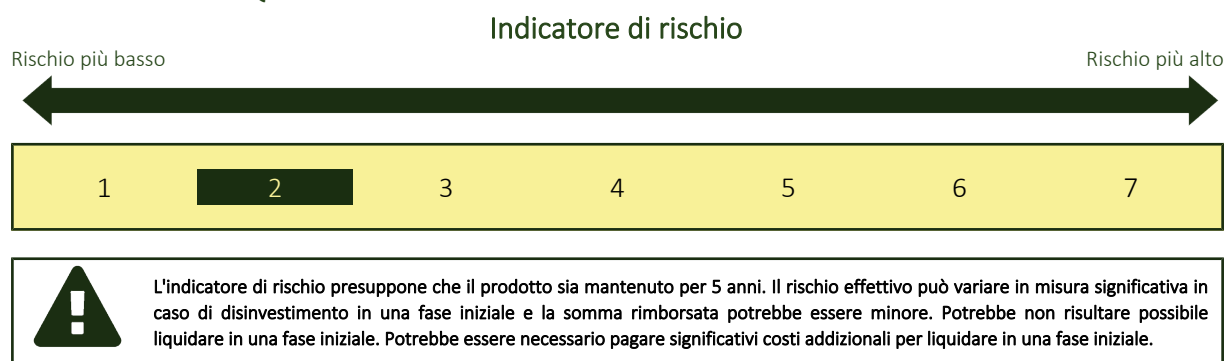 Indicatore di rischio
Rischio più basso
Rischio più alto
1 2 3 4 5 6 7
L'indicatore di rischio presuppone che il prodotto sia mantenuto per 5 anni. Il rischio effettivo può variare in misura significativa in
caso di disinvestimento in una fase iniziale e la somma rimborsata potrebbe essere minore. Potrebbe non risultare possibile
liquidare in una fase iniziale. Potrebbe essere necessario pagare significativi costi addizionali per liquidare in una fase iniziale.